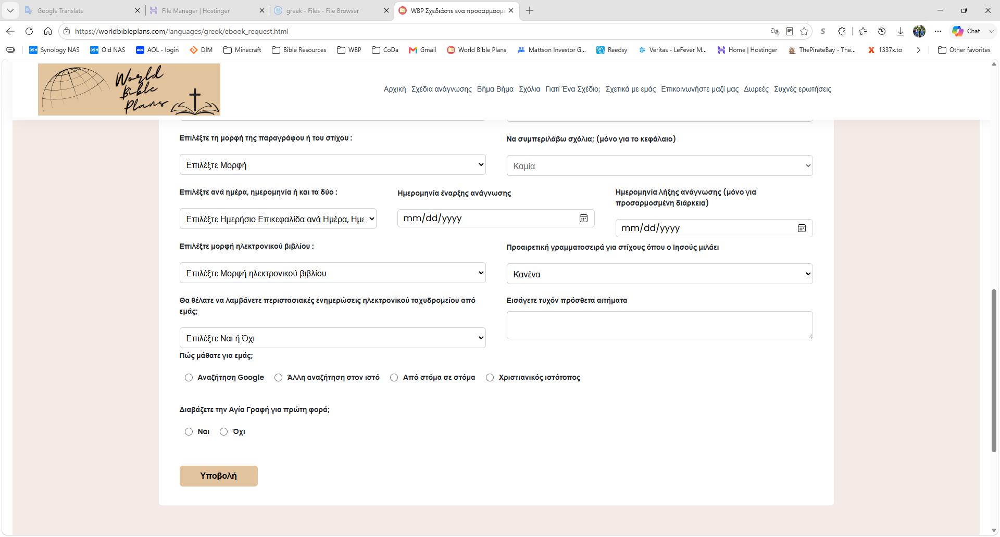 Google Translate
File Manager | Hostinger
greek - Files - File Browser
WBP Σχεδιάστε ένα προσαρμοσμ
https://worldbibleplans.com/languages/greek/ebook_request.html
Chat
Synology NAS
Old NAS
AOL - login
DIM
Minecraft
Bible Resources
WBP
CoDa
Gmail
World Bible Plans
Mattson Investor G...
Reedsy
Veritas - LeFever M...
Home | Hostinger
ThePirateBay - The...
1337x.to
Other favorites
World
Bible
Plans
Αρχική Σχέδια ανάγνωσης Βήμα Βήμα Σχόλια Γιατί Ένα Σχέδιο; Σχετικά με εμάς Επικοινωνήστε μαζί μας Δωρεές Συχνές ερωτήσεις
Επιλέξτε τη μορφή της παραγράφου ή του στίχου :
Να συμπεριλάβω σχόλια; (μόνο για το κεφάλαιο)
Επιλέξτε Μορφή
Καμία
Επιλέξτε ανά ημέρα, ημερομηνία ή και τα δύο :
Ημερομηνία έναρξης ανάγνωσης
Ημερομηνία λήξης ανάγνωσης (μόνο για
προσαρμοσμένη διάρκεια)
Επιλέξτε Ημερήσιο Επικεφαλίδα ανά Ημέρα, Ημε
mm/dd/yyyy
mm/dd/yyyy
Επιλέξτε μορφή ηλεκτρονικού βιβλίου :
Προαιρετική γραμματοσειρά για στίχους όπου ο Ιησούς μιλάει
Επιλέξτε Μορφή ηλεκτρονικού βιβλίου
Κανένα
Θα θέλατε να λαμβάνετε περιστασιακές ενημερώσεις ηλεκτρονικού ταχυδρομείου από
εμάς;
Εισάγετε τυχόν πρόσθετα αιτήματα
Επιλέξτε Ναι ή Όχι
Πώς μάθατε για εμάς;
Αναζήτηση Google
Άλλη αναζήτηση στον ιστό
Από στόμα σε στόμα
Χριστιανικός ιστότοπος
Διαβάζετε την Αγία Γραφή για πρώτη φορά;
Ναι
Όχι
Υποβολή